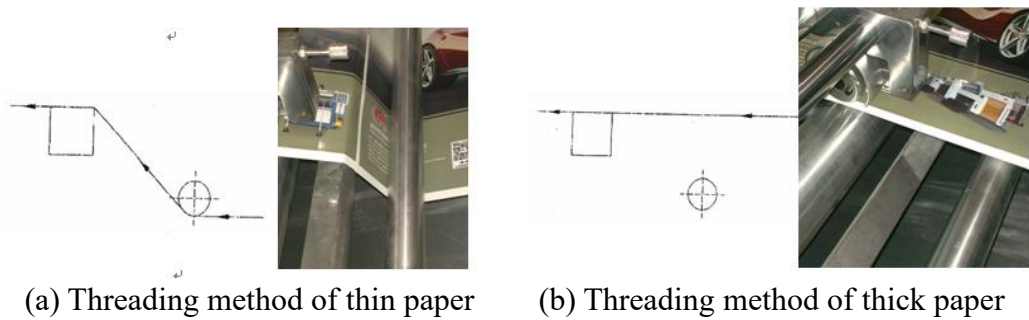 (a) Threading method of thin paper
(b) Threading method of thick paper